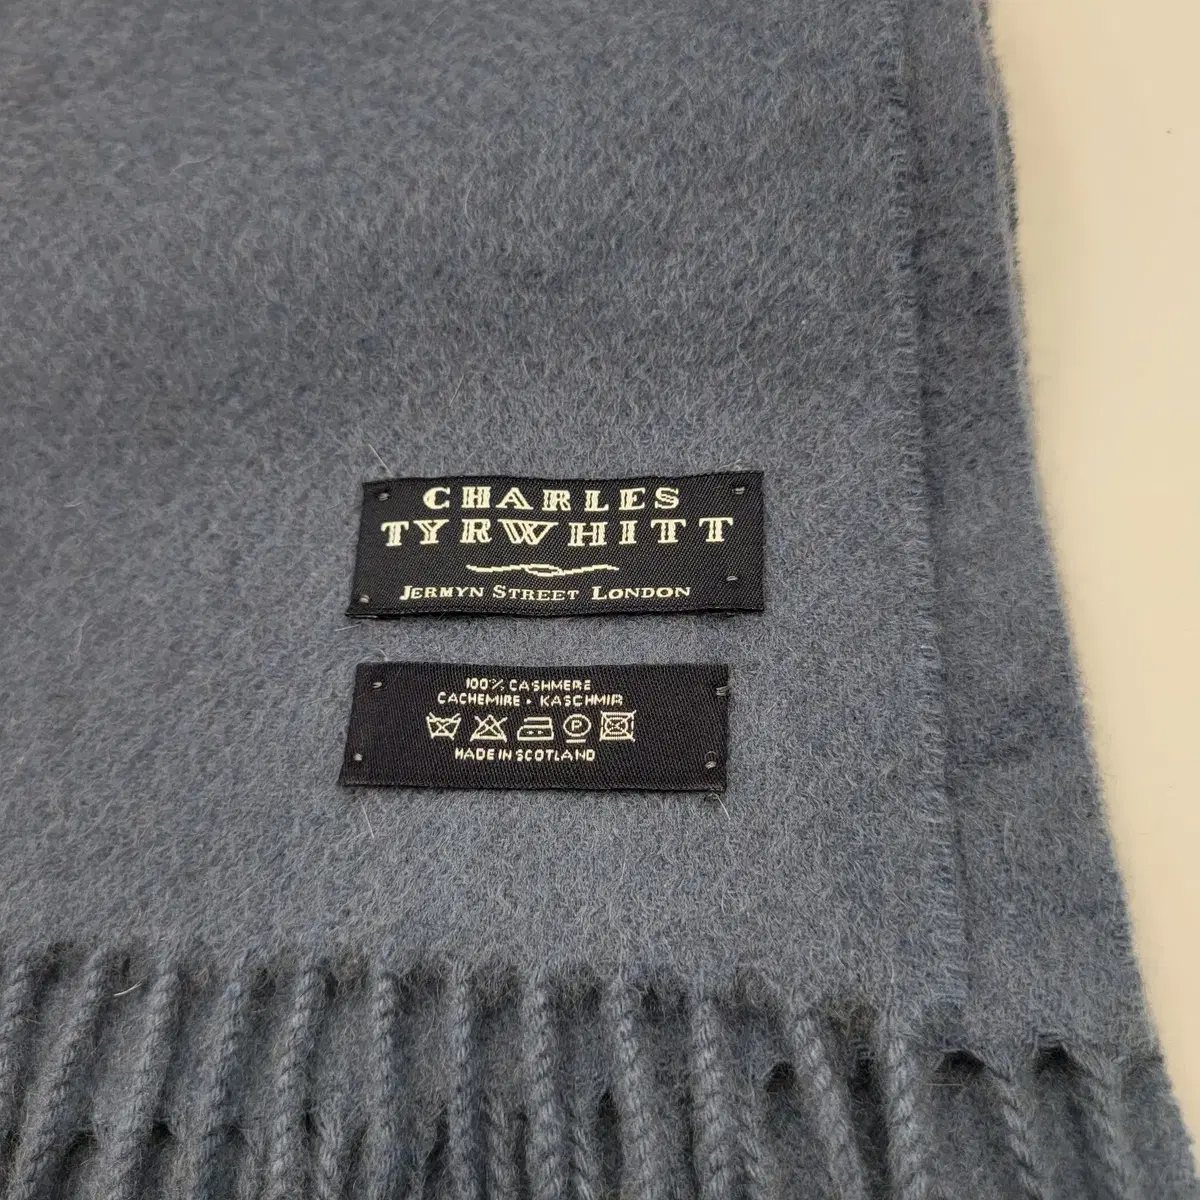 CHARLES
TYRWHITT
JERMYN STREET LONDON
100% CASHMERE
CACHEMIRE • KASCHMIR
P
MADE IN SCOTLAND